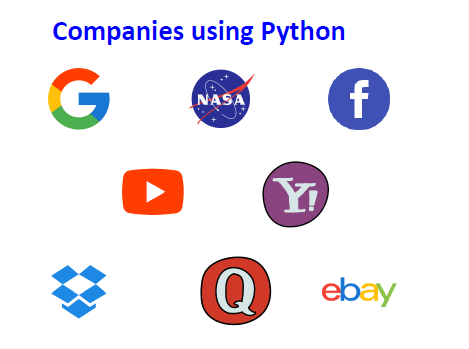 Companies using Python
G
NASA
f
Y!
Q
ebay